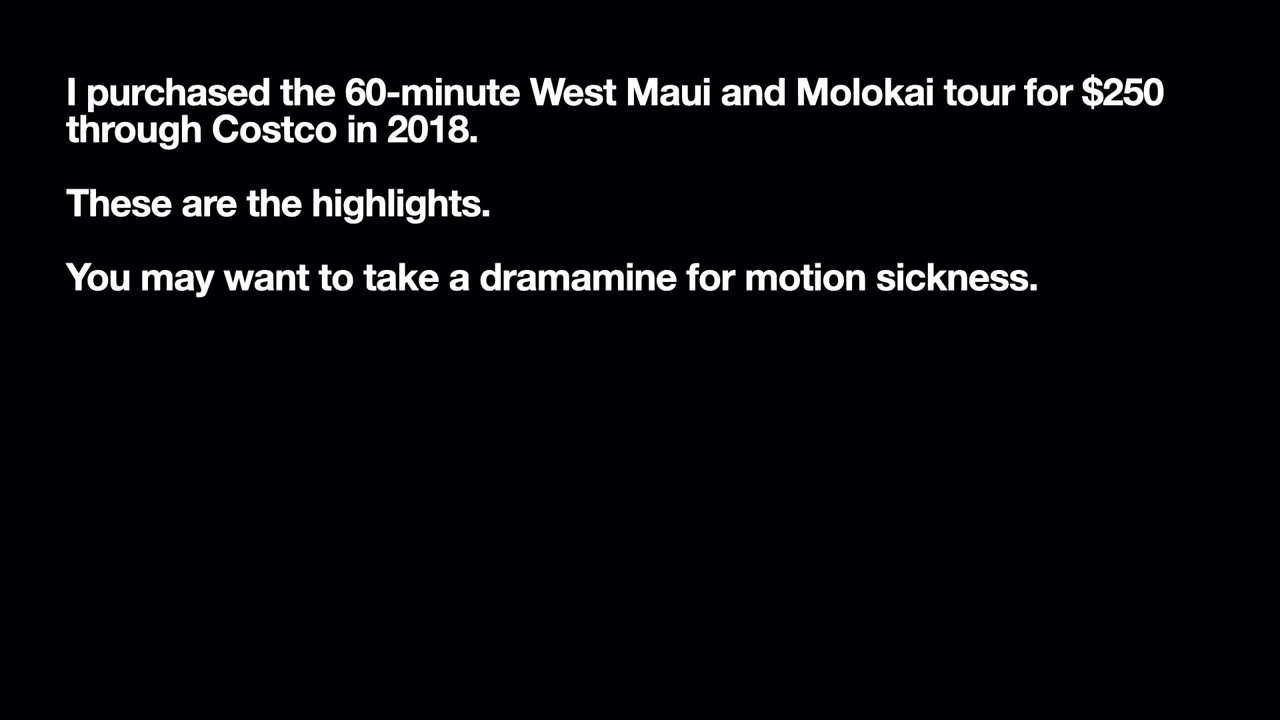 I purchased the 60-minute West Maui and Molokai tour for $250
through Costco in 2018.
These are the highlights.
You may want to take a dramamine for motion sickness.